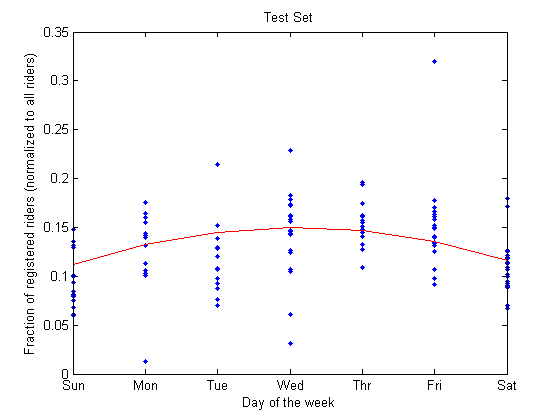 Test Set
Fraction of registered riders (normalized to all riders)
0.35
0.3
0.25
0.2
0.15
0.1
0.05
0
Sun Mon Tue Wed Thr Fri Sat
Day of the week